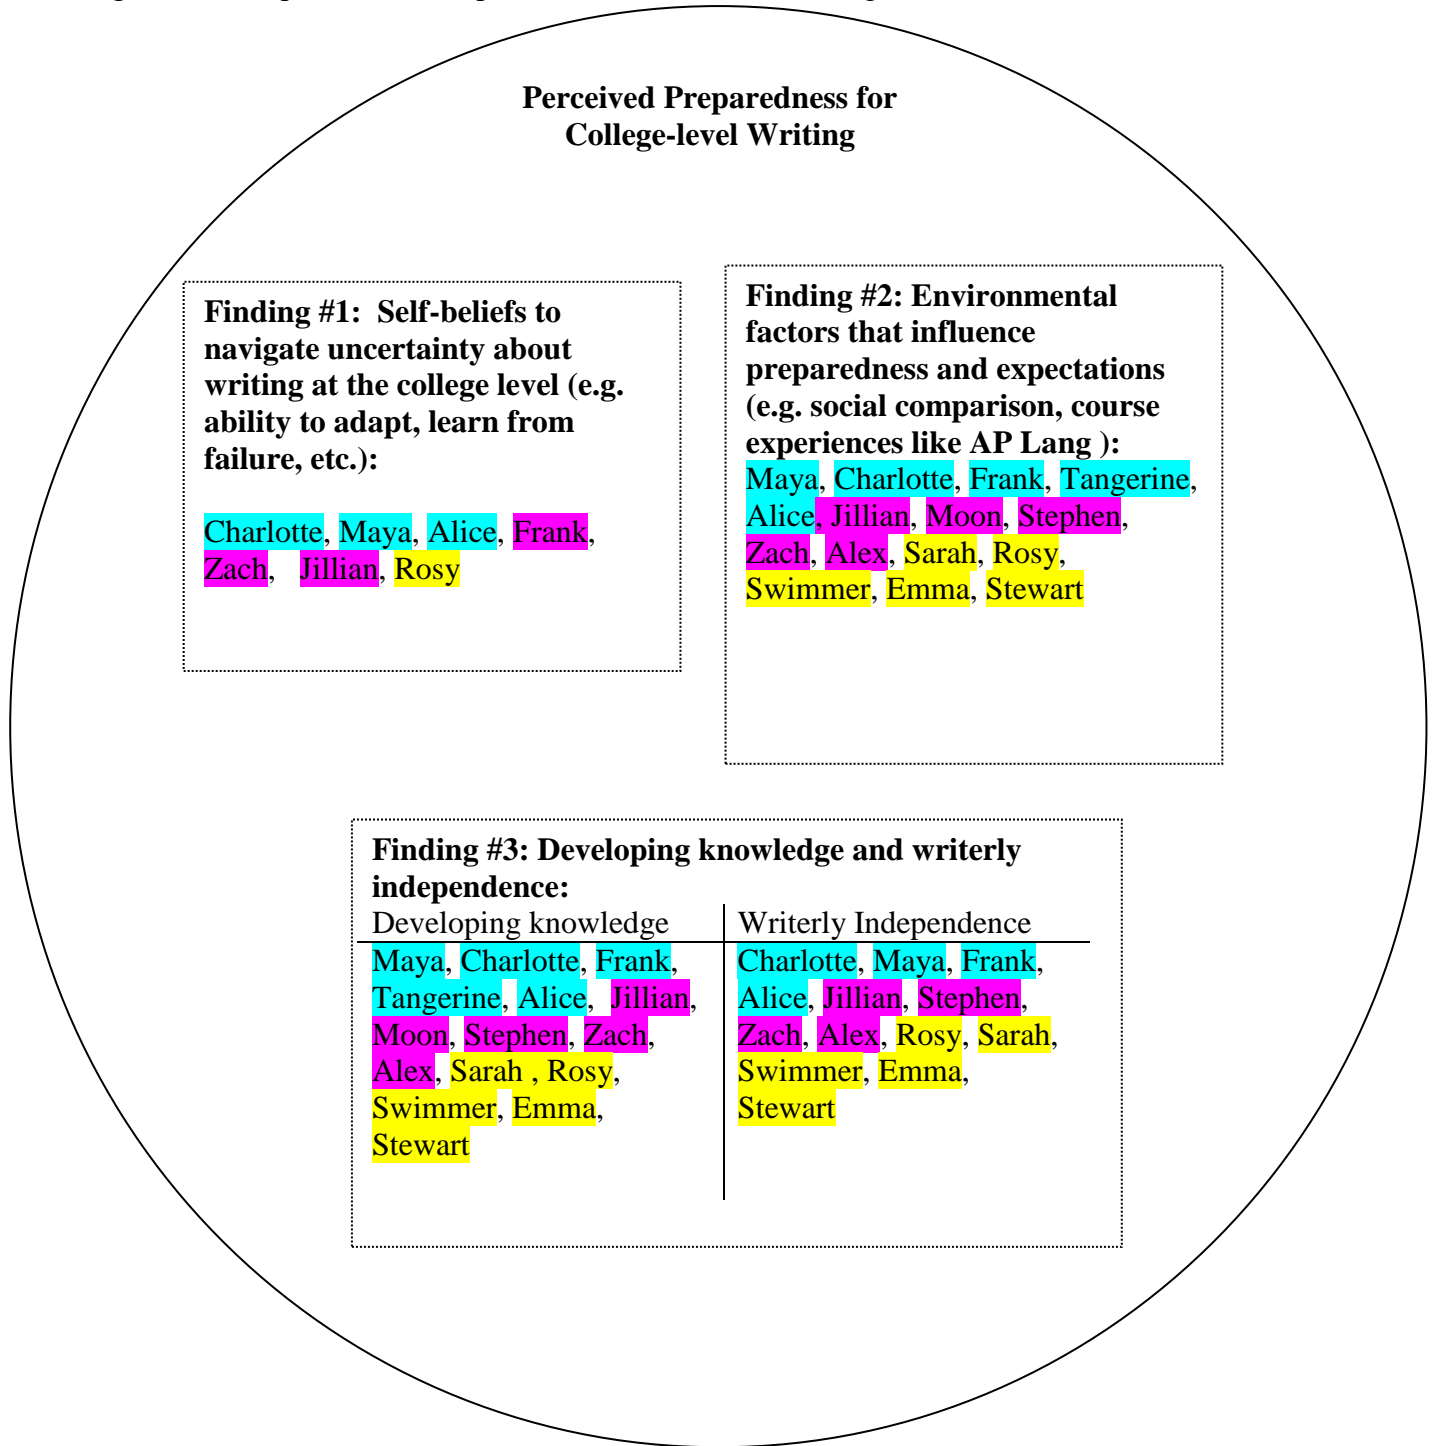 Perceived Preparedness for
College-level Writing
Finding #1:  Self-beliefs to
navigate uncertainty about
writing at the college level (e.g.
ability to adapt, learn from
failure, etc.):
Charlotte, Maya, Alice, Frank,
Zach,   Jillian, Rosy
Finding #2: Environmental
factors that influence
preparedness and expectations
(e.g. social comparison, course
experiences like AP Lang ):
Maya, Charlotte, Frank, Tangerine,
Alice, Jillian, Moon, Stephen,
Zach, Alex, Sarah, Rosy,
Swimmer, Emma, Stewart
Finding #3: Developing knowledge and writerly
independence:
Developing knowledge
Maya, Charlotte, Frank,
Tangerine, Alice,  Jillian,
Moon, Stephen, Zach,
Alex, Sarah , Rosy,
Swimmer, Emma,
Stewart
Writerly Independence
Charlotte, Maya, Frank,
Alice, Jillian, Stephen,
Zach, Alex, Rosy, Sarah,
Swimmer, Emma,
Stewart